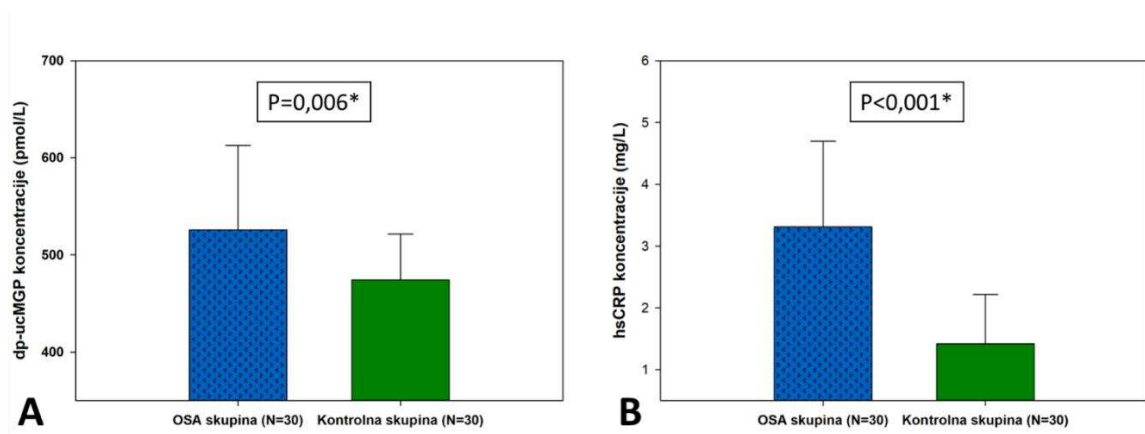 700
600
500
400
dp-ucMGP koncentracije (pmol/L)
P=0,006*
OSA skupina (N=30) Kontrolna skupina (N=30)
A
6
5
4
3
2
1
hsCRP koncentracije (mg/L)
P<0,001*
OSA skupina (N=30) Kontrolna skupina (N=30)
B